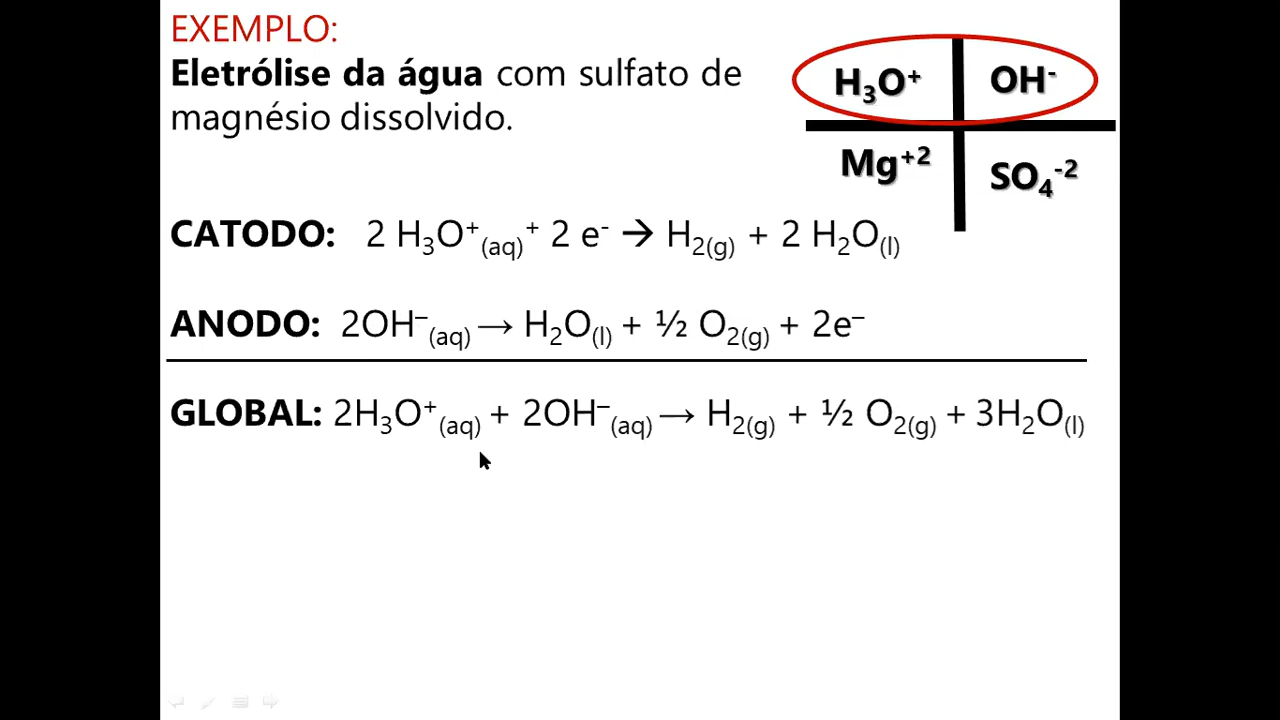 EXEMPLO:
Eletrólise da água com sulfato de
magnésio dissolvido.
H₃O⁺ OH⁻
Mg⁺² SO₄⁻²
CATODO: 2 H₃O⁺(aq)⁺ 2 e⁻ → H₂(g) + 2 H₂O(l)
ANODO: 2OH⁻(aq) → H₂O(l) + ½ O₂(g) + 2e⁻
GLOBAL: 2H₃O⁺(aq) + 2OH⁻(aq) → H₂(g) + ½ O₂(g) + 3H₂O(l)